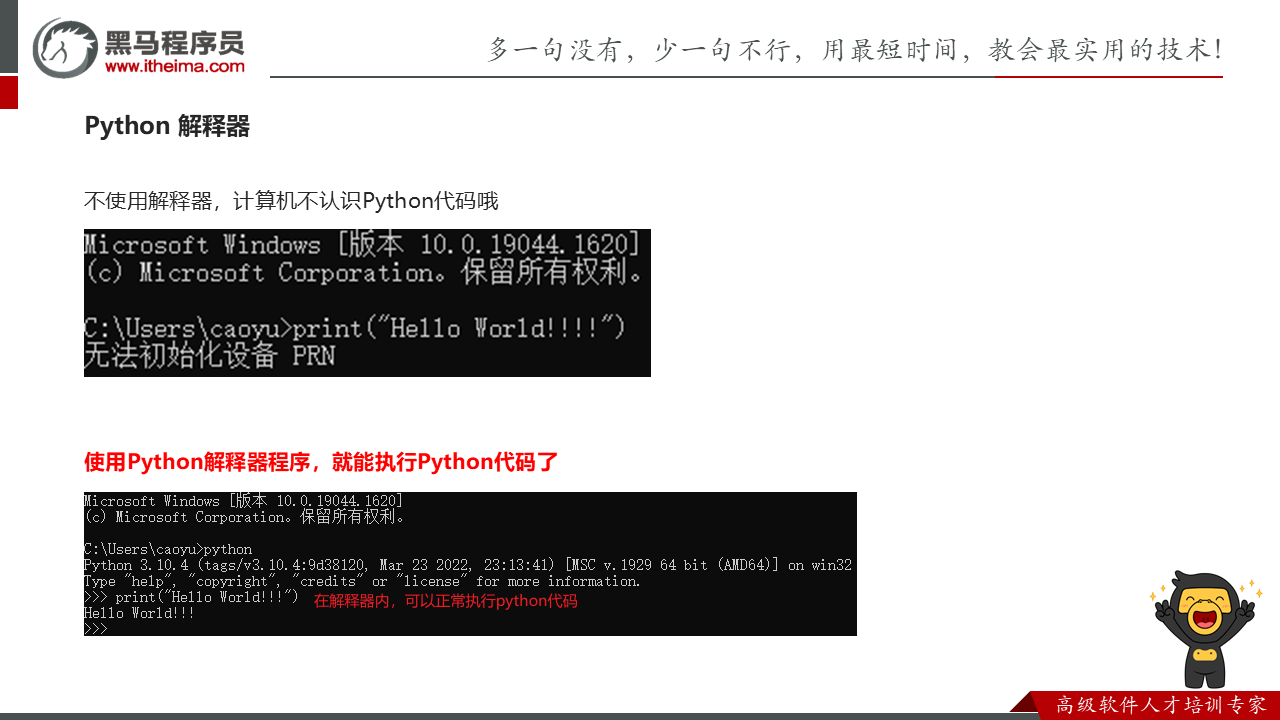 黑马程序员
www.itheima.com
多一句没有，少一句不行，用最短时间，教会最实用的技术！
Python 解释器
不使用解释器，计算机不认识Python代码哦
Microsoft Windows [版本 10.0.19044.1620]
(c) Microsoft Corporation。保留所有权利。
C:\Users\caoyu>print("Hello World!!!!")
无法初始化设备 PRN
使用Python解释器程序，就能执行Python代码了
Microsoft Windows [版本 10.0.19044.1620]
(c) Microsoft Corporation。保留所有权利。
C:\Users\caoyu>python
Python 3.10.4 (tags/v3.10.4:9d38120, Mar 23 2022, 23:13:41) [MSC v.1929 64 bit (AMD64)] on win32
Type "help", "copyright", "credits" or "license" for more information.
>>> print("Hello World!!!") 在解释器内，可以正常执行python代码
Hello World!!!
>>>
高级软件人才培训专家